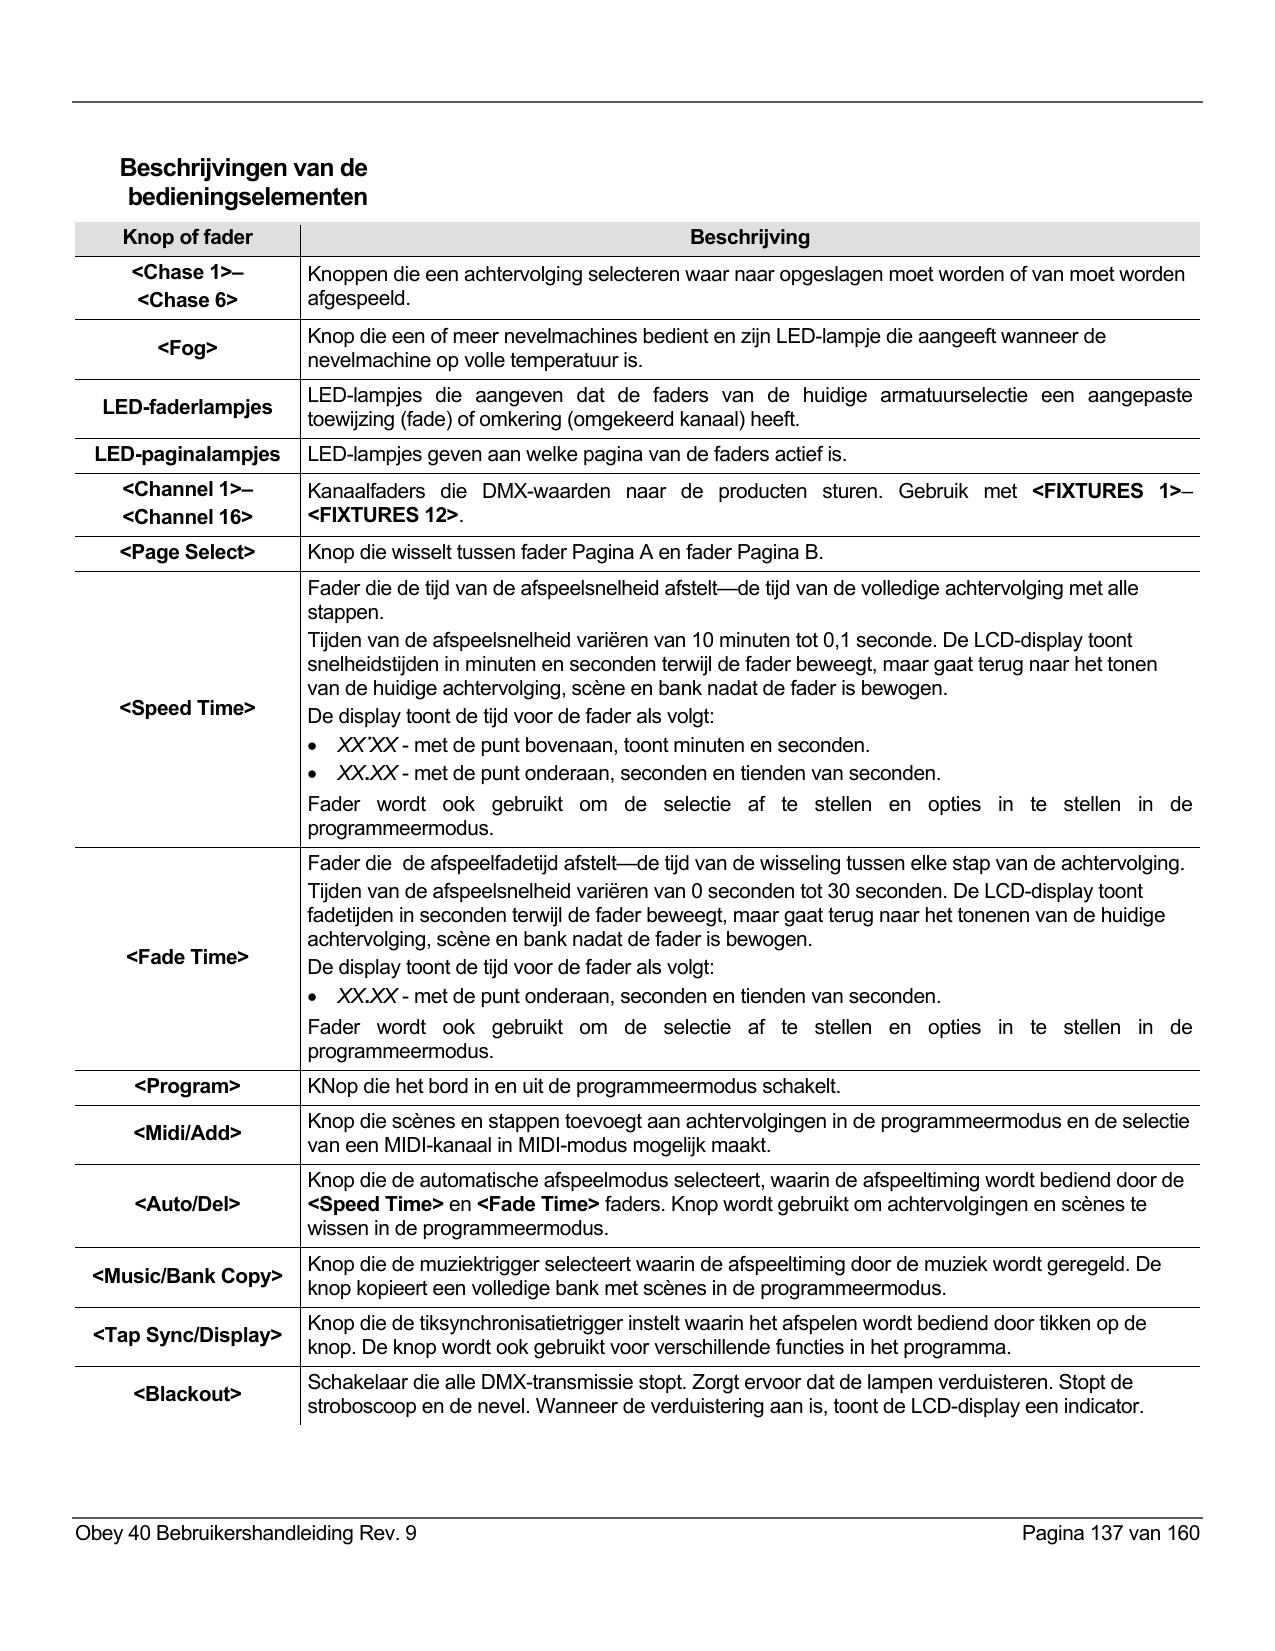 Beschrijvingen van de
bedieningselementen
Knop of fader
Beschrijving
<Chase 1>–
<Chase 6>
Knoppen die een achtervolging selecteren waar naar opgeslagen moet worden of van moet worden
afgespeeld.
<Fog>
Knop die een of meer nevelmachines bedient en zijn LED-lampje die aangeeft wanneer de
nevelmachine op volle temperatuur is.
LED-faderlampjes
LED-lampjes die aangeven dat de faders van de huidige armatuurselectie een aangepaste
toewijzing (fade) of omkering (omgekeerd kanaal) heeft.
LED-paginalampjes
LED-lampjes geven aan welke pagina van de faders actief is.
<Channel 1>–
<Channel 16>
Kanaalfaders die DMX-waarden naar de producten sturen. Gebruik met <FIXTURES 1>–
<FIXTURES 12>.
<Page Select>
Knop die wisselt tussen fader Pagina A en fader Pagina B.
<Speed Time>
Fader die de tijd van de afspeelsnelheid afstelt—de tijd van de volledige achtervolging met alle
stappen.
Tijden van de afspeelsnelheid variëren van 10 minuten tot 0,1 seconde. De LCD-display toont
snelheidstijden in minuten en seconden terwijl de fader beweegt, maar gaat terug naar het tonen
van de huidige achtervolging, scène en bank nadat de fader is bewogen.
De display toont de tijd voor de fader als volgt:
• XX˙XX - met de punt bovenaan, toont minuten en seconden.
• XX.XX - met de punt onderaan, seconden en tienden van seconden.
Fader wordt ook gebruikt om de selectie af te stellen en opties in te stellen in de
programmeermodus.
<Fade Time>
Fader die  de afspeelfadetijd afstelt—de tijd van de wisseling tussen elke stap van de achtervolging.
Tijden van de afspeelsnelheid variëren van 0 seconden tot 30 seconden. De LCD-display toont
fadetijden in seconden terwijl de fader beweegt, maar gaat terug naar het tonenen van de huidige
achtervolging, scène en bank nadat de fader is bewogen.
De display toont de tijd voor de fader als volgt:
• XX.XX - met de punt onderaan, seconden en tienden van seconden.
Fader wordt ook gebruikt om de selectie af te stellen en opties in te stellen in de
programmeermodus.
<Program>
KNop die het bord in en uit de programmeermodus schakelt.
<Midi/Add>
Knop die scènes en stappen toevoegt aan achtervolgingen in de programmeermodus en de selectie
van een MIDI-kanaal in MIDI-modus mogelijk maakt.
<Auto/Del>
Knop die de automatische afspeelmodus selecteert, waarin de afspeeltiming wordt bediend door de
<Speed Time> en <Fade Time> faders. Knop wordt gebruikt om achtervolgingen en scènes te
wissen in de programmeermodus.
<Music/Bank Copy>
Knop die de muziektrigger selecteert waarin de afspeeltiming door de muziek wordt geregeld. De
knop kopieert een volledige bank met scènes in de programmeermodus.
<Tap Sync/Display>
Knop die de tiksynchronisatietrigger instelt waarin het afspelen wordt bediend door tikken op de
knop. De knop wordt ook gebruikt voor verschillende functies in het programma.
<Blackout>
Schakelaar die alle DMX-transmissie stopt. Zorgt ervoor dat de lampen verduisteren. Stopt de
stroboscoop en de nevel. Wanneer de verduistering aan is, toont de LCD-display een indicator.
Obey 40 Bebruikershandleiding Rev. 9
Pagina 137 van 160